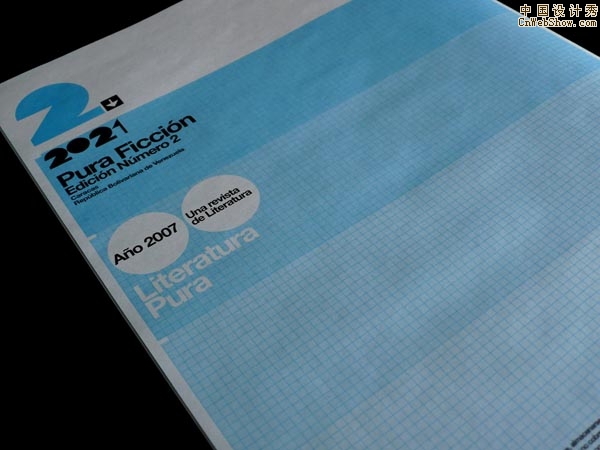 中国设计秀
CnWebShow.Com
2.
2021
Pura Ficción
Edición Número 2
Caracas
República Bolivariana de Venezuela
Año 2007
Una revista
de Literatura
Literatura
Pura